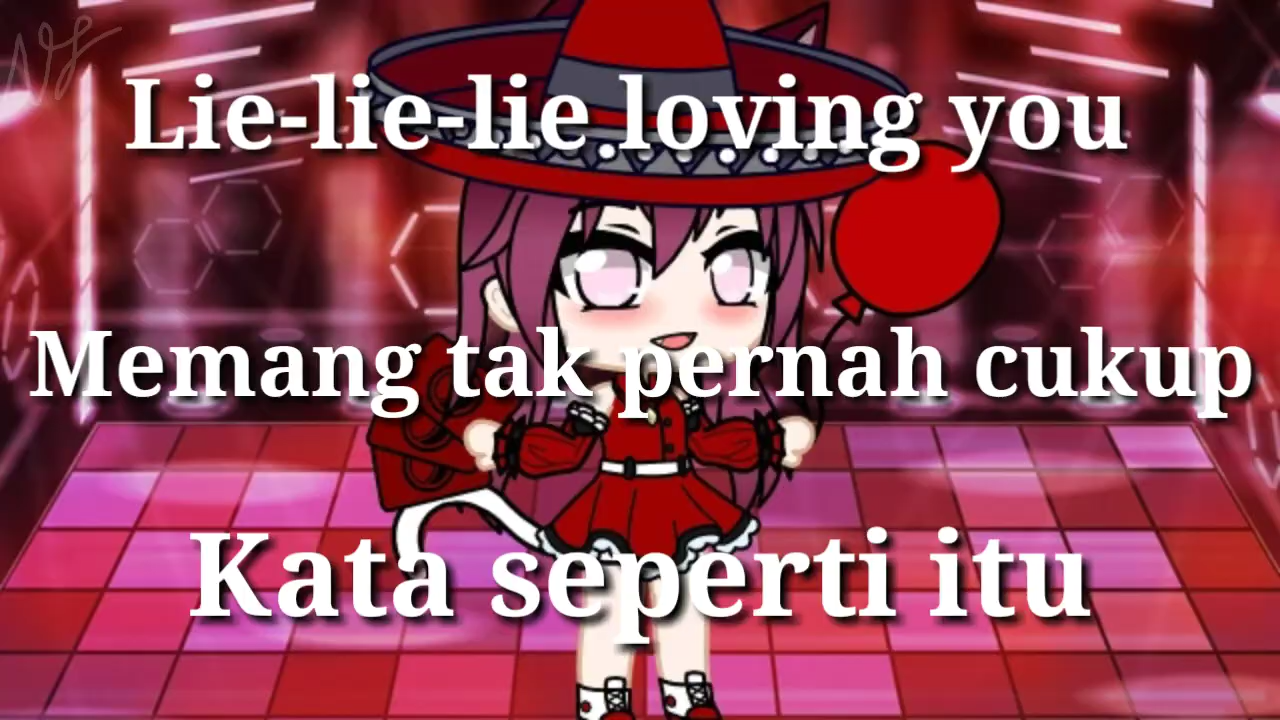 Lie-lie-lie loving you
Memang tak pernah cukup
Kata seperti itu